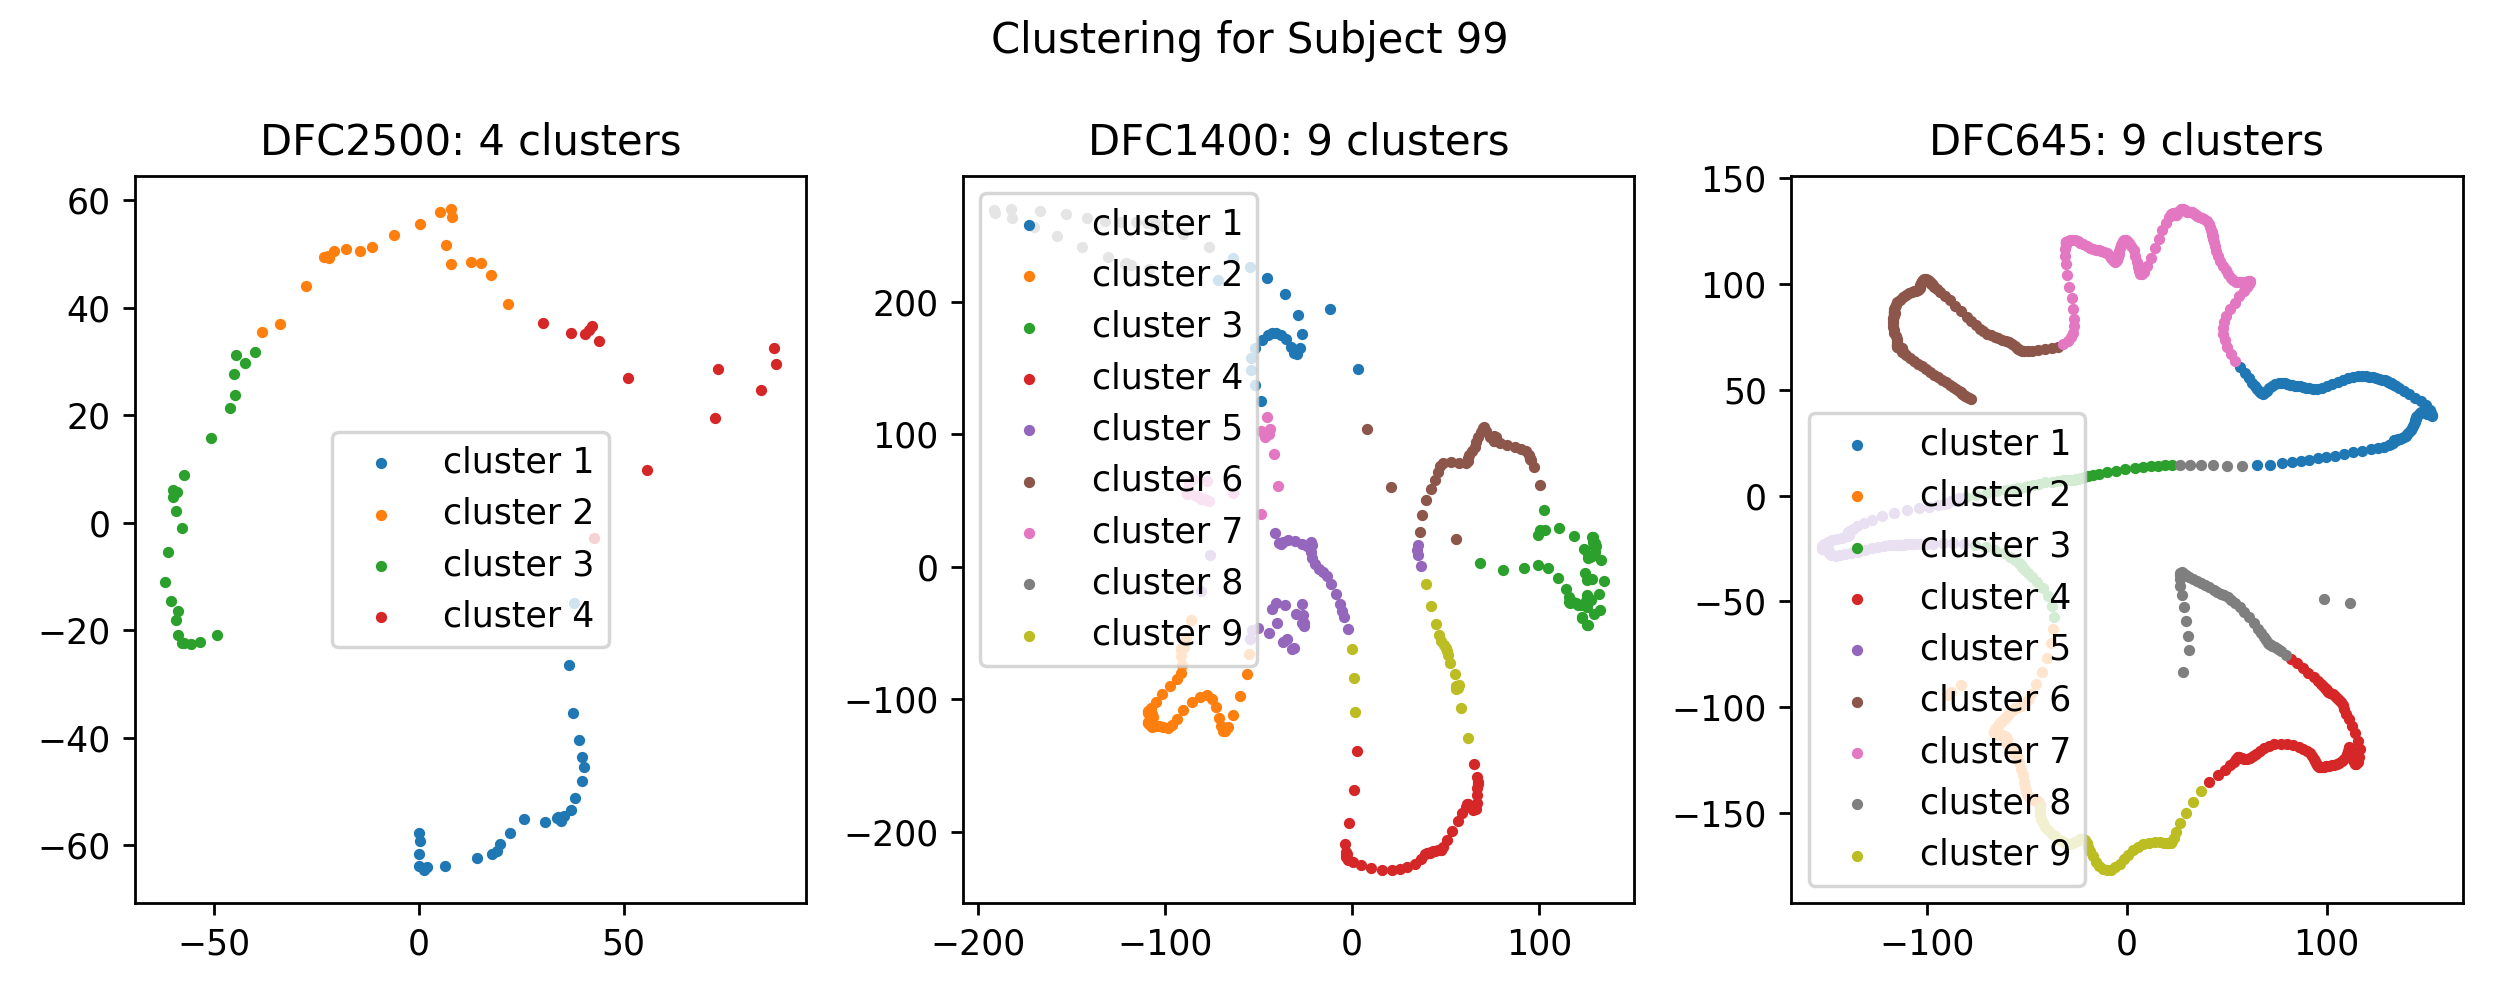 Clustering for Subject 99
DFC2500: 4 clusters
60
40
20
0
−20
−40
−60
−50
0
50
cluster 1
cluster 2
cluster 3
cluster 4
DFC1400: 9 clusters
200
100
0
−100
−200
−200
−100
0
100
cluster 1
cluster 2
cluster 3
cluster 4
cluster 5
cluster 6
cluster 7
cluster 8
cluster 9
DFC645: 9 clusters
150
100
50
0
−50
−100
−150
−100
0
100
cluster 1
cluster 2
cluster 3
cluster 4
cluster 5
cluster 6
cluster 7
cluster 8
cluster 9